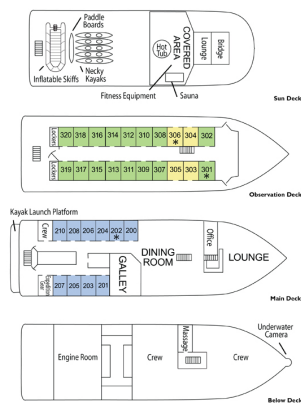 Paddle
Boards
Inflatable Skiffs
Necky
Kayaks
Hot
Tub
COVERED
AREA
Lounge
Bridge
Fitness Equipment
Sauna
Sun Deck
Lockers 320 318 316 314 312 310 308 306 304 302
*
Lockers 319 317 315 313 311 309 307 305 303 301
*
Observation Deck
Kayak Launch Platform
Crew 210 208 206 204 202 200
*
Office
DINING
ROOM
LOUNGE
GALLEY
Expedition
Gear
207 205 203 201
Main Deck
Underwater
Camera
Massage
Engine Room
Crew
Crew
Below Deck